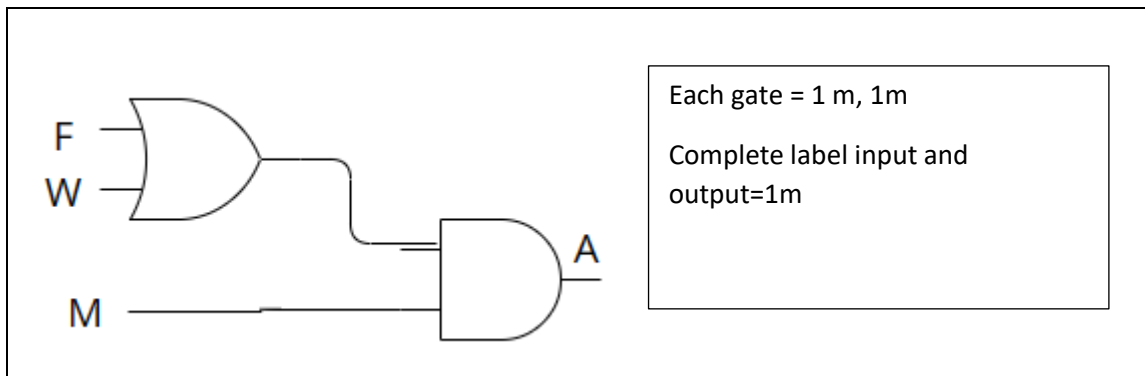 F
W
M
A
Each gate = 1 m, 1m
Complete label input and
output=1m